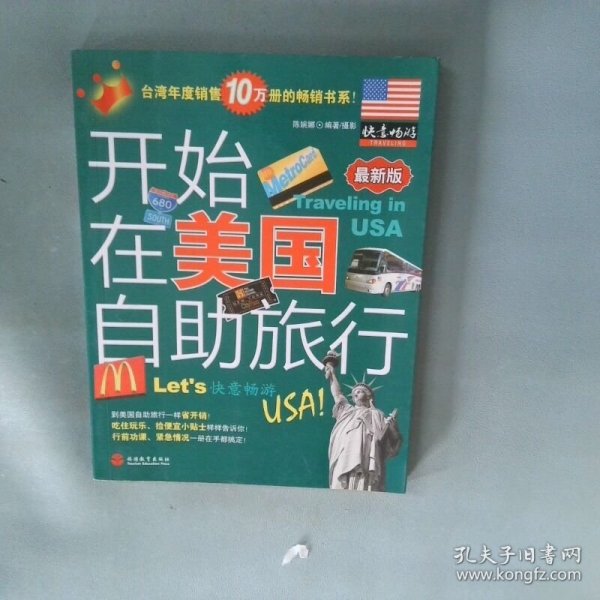 台湾年度销售10万册的畅销书系!
陈婉娜⊙编著/摄影
快意畅游
TRAVELING
开始
MetroCard
最新版
Traveling in
USA
680
SOUTH
在美国
自助旅行
M
Let's 快意畅游
USA!
到美国自助旅行一样省开销!
吃住玩乐、捡便宜小贴士样样告诉你!
行前功课、紧急情况一册在手都搞定!
旅游教育出版社
Tourism Education Press
孔夫子旧书网
www.kongfz.com